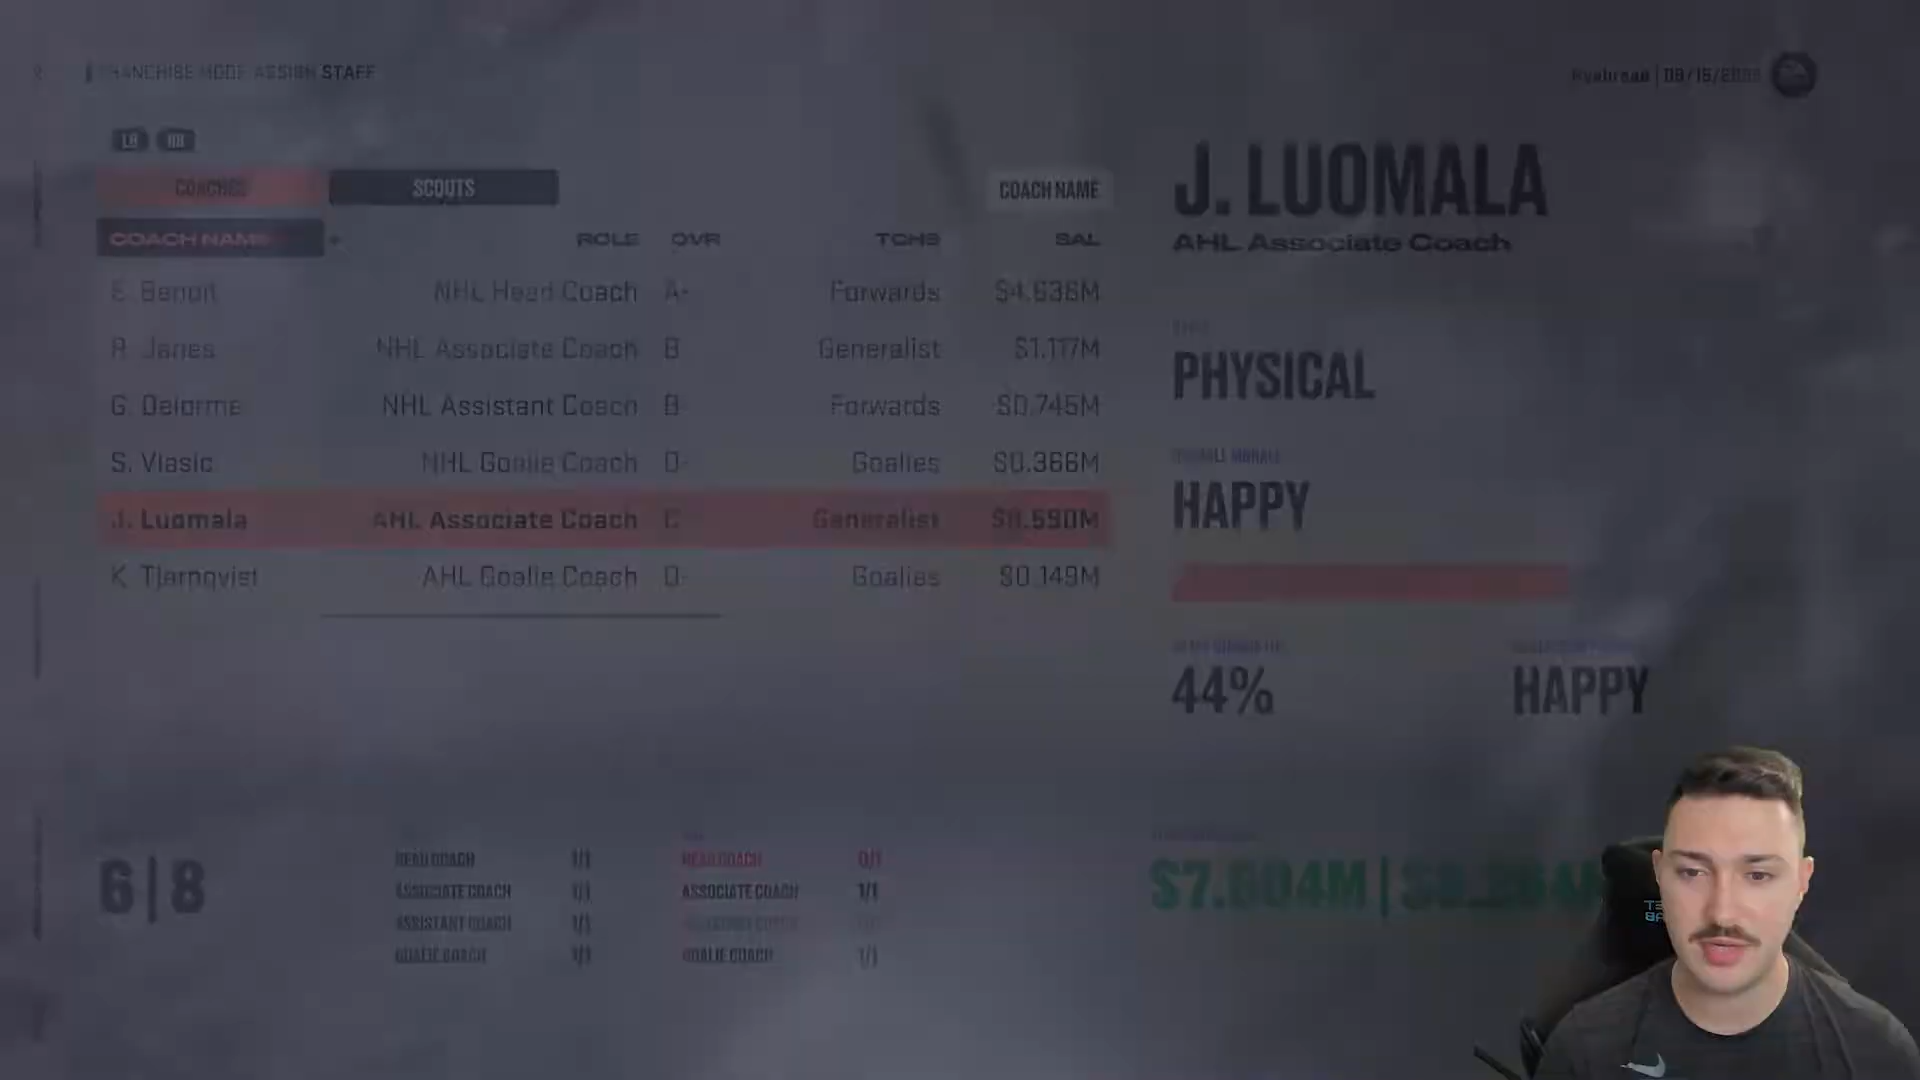 FRANCHISE MODE: ASSIGN STAFF
LB RB
COACHES SCOUTS COACH NAME
COACH NAME ROLE OVR TCHS SAL
E. Benoit NHL Head Coach A- Forwards $4.636M
R. Janes NHL Associate Coach B Generalist $1.117M
G. Delorme NHL Assistant Coach B- Forwards $0.745M
S. Vlasic NHL Goalie Coach D- Goalies $0.366M
J. Luomala AHL Associate Coach C Generalist $0.590M
K. Tjarnqvist AHL Goalie Coach D- Goalies $0.149M
J. LUOMALA
AHL Associate Coach
PHYSICAL
HAPPY
44% HAPPY
6|8
HEAD COACH 1/1 HEAD COACH 0/1
ASSOCIATE COACH 1/1 ASSOCIATE COACH 1/1
ASSISTANT COACH 1/1
GOALIE COACH 1/1 GOALIE COACH 1/1
$7.604M